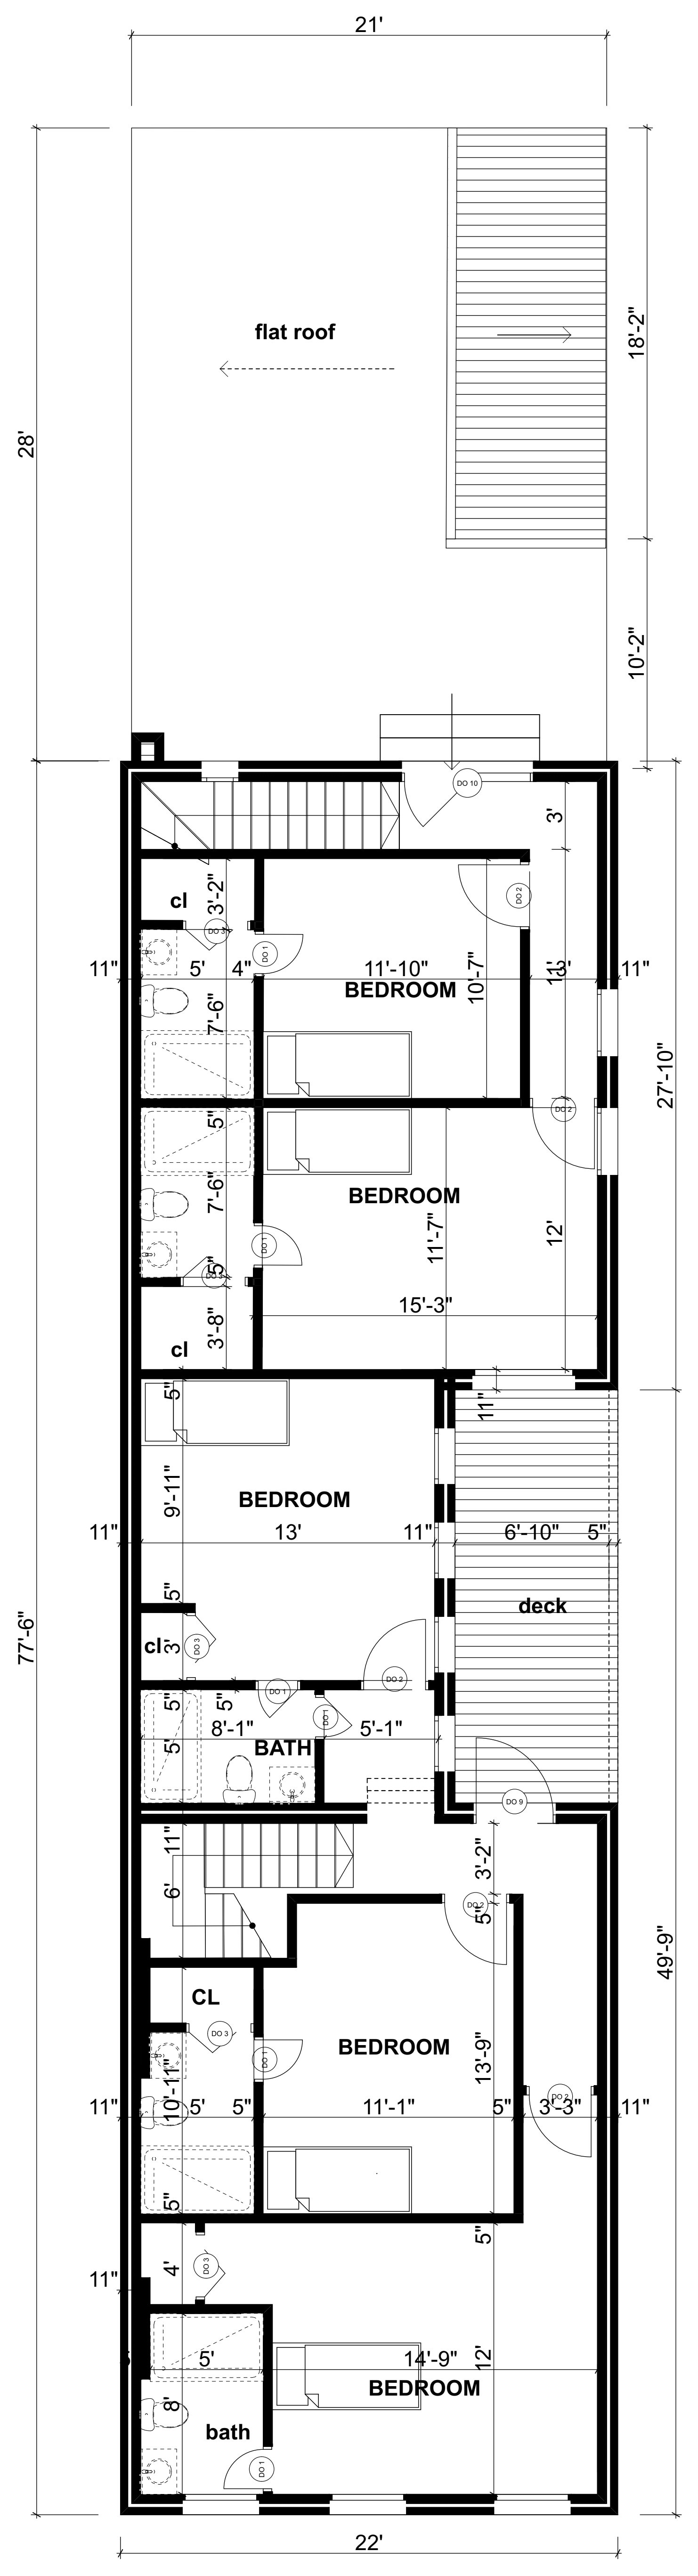 21'
flat roof
18'-2"
28'
10'-2"
DO 10
3'
cl
3'-2"
DO 2
DO 1
11"
5'
4"
11'-10"
BEDROOM
10'-7"
11'
3'
11"
7'-6"
27'-10"
5"
DO 2
7'-6"
BEDROOM
11'-7"
12'
DO 1
5"
15'-3"
3'-8"
cl
5"
11"
9'-11"
BEDROOM
11"
13'
11"
6'-10"
5"
5"
deck
77'-6"
cl
3'
DO 3
DO 2
DO 1
5"
5"
DO 1
8'-1"
5'-1"
5'
BATH
DO 9
11"
3'-2"
6'
DO 2
5"
49'-9"
CL
DO 3
BEDROOM
13'-9"
DO 1
10'-11"
DO 2
11"
5'
5"
11'-1"
5"
3'-3"
11"
5"
5"
4'
DO 3
11"
5'
14'-9"
12'
BEDROOM
8'
bath
DO 1
22'